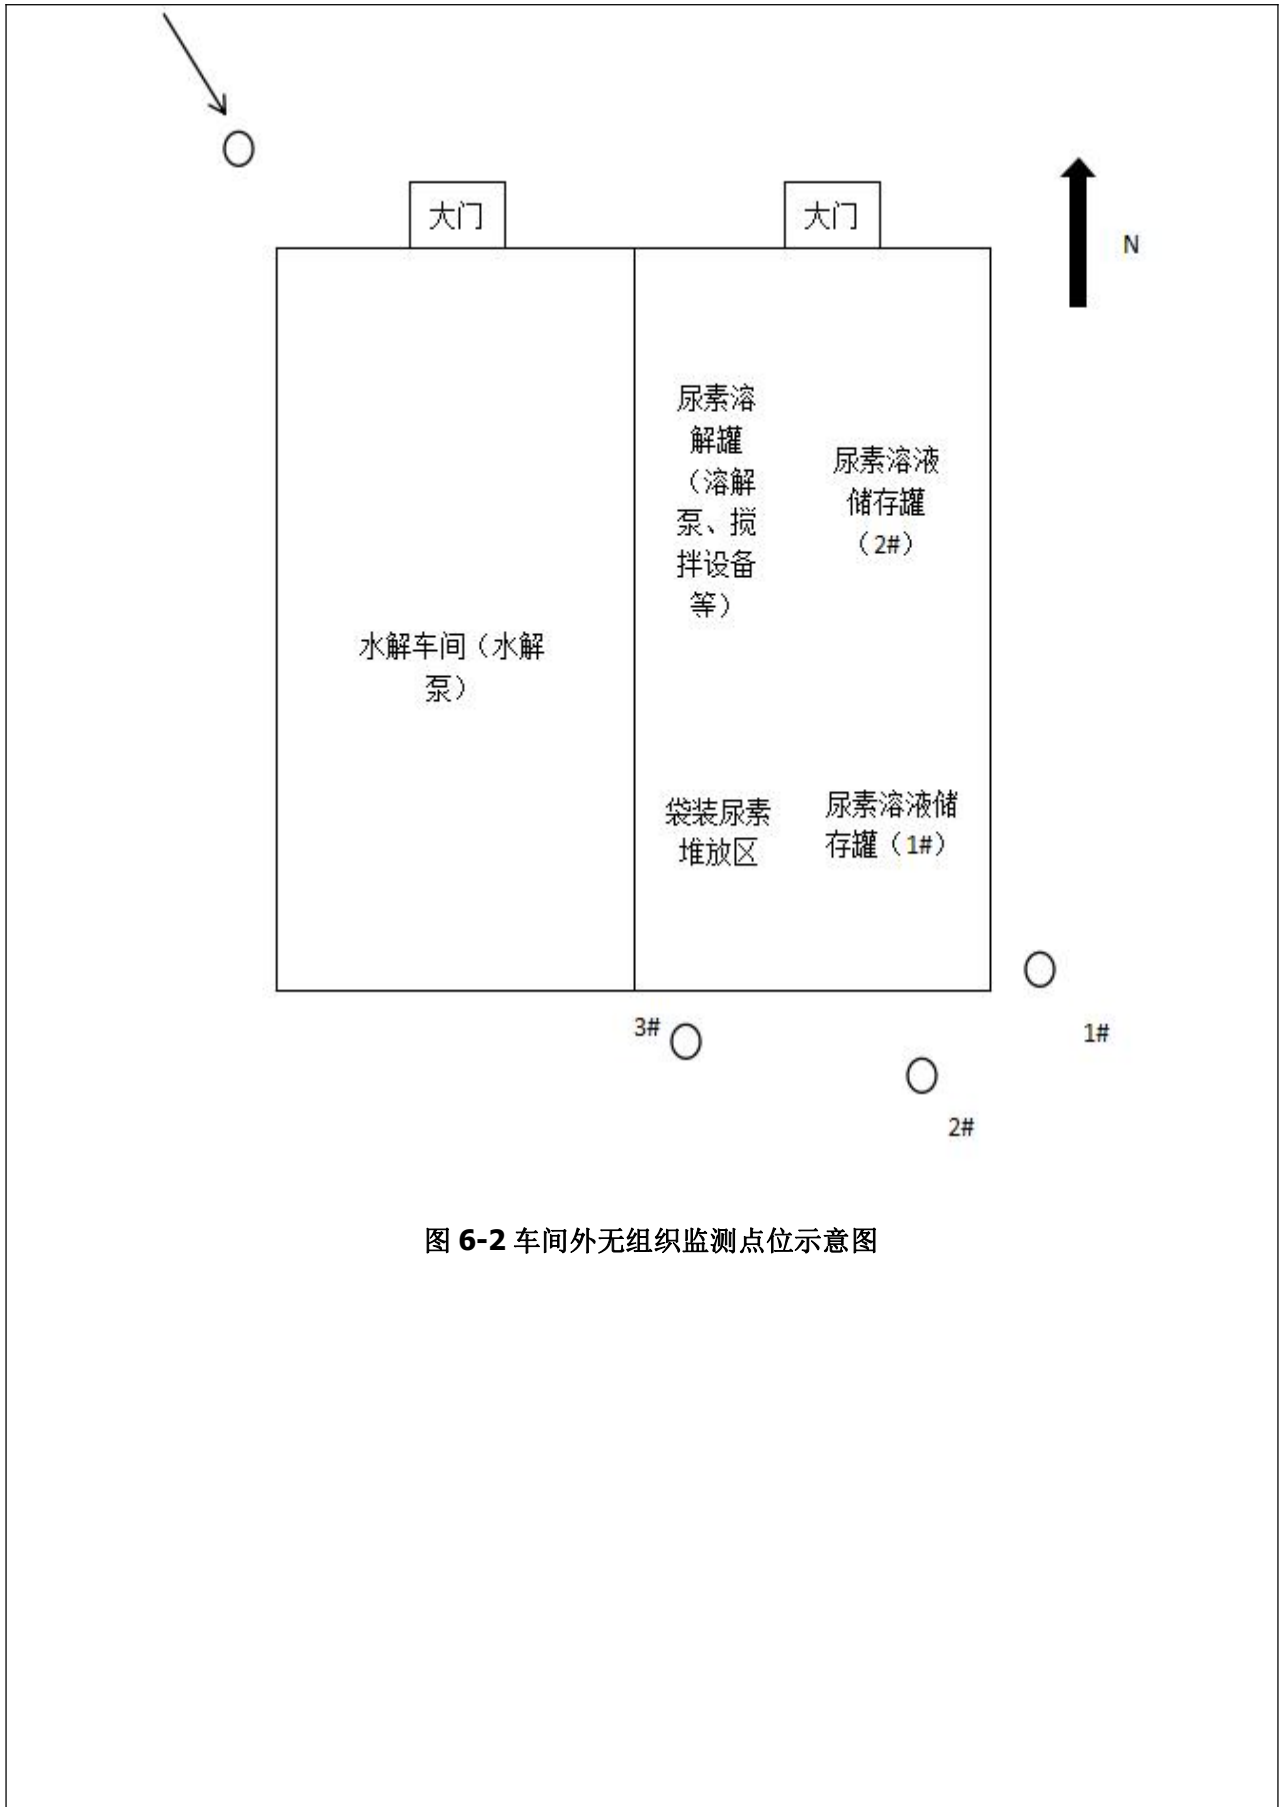 大门
大门
N
尿素溶
解罐
（溶解
泵、搅
拌设备
等）
尿素溶液
储存罐
（2#）
水解车间（水解
泵）
袋装尿素
堆放区
尿素溶液储
存罐（1#）
3#
1#
2#
图 6-2 车间外无组织监测点位示意图